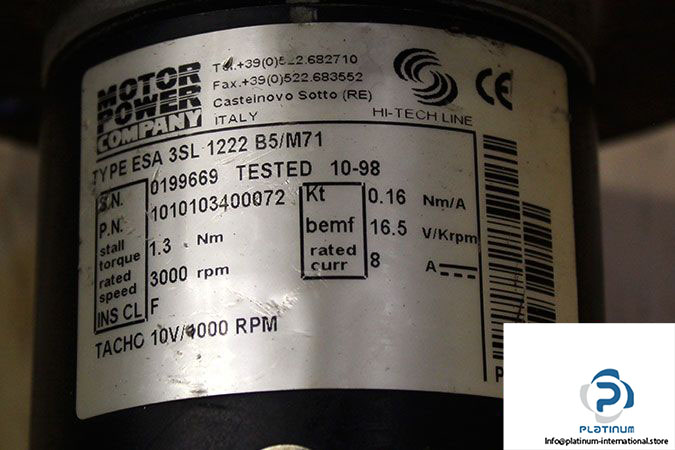 MOTOR
POWER
COMPANY
Tel.+39(0)522.682710
Fax.+39(0)522.683552
Castelnovo Sotto (RE)
ITALY
HI-TECH LINE
CE
TYPE ESA 3SL 1222 B5/M71
S.N. 0199669 TESTED 10-98
P.N. 1010103400072
stall torque 1.3 Nm
rated speed 3000 rpm
INS CL F
Kt 0.16 Nm/A
bemf 16.5 V/Krpm
rated curr 8 A
TACHO 10V/1000 RPM
P
PLATINUM
Info@platinum-international.store